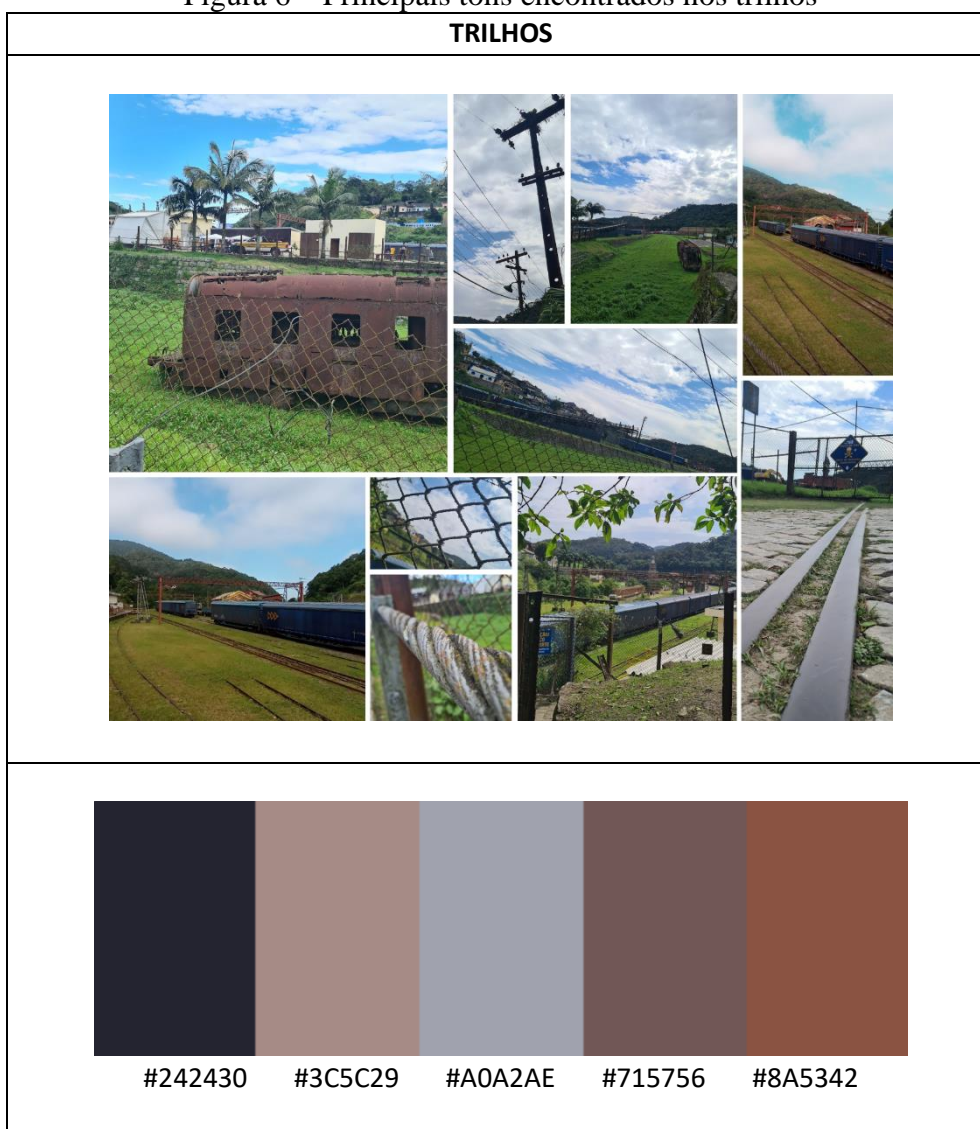 Figura 6 – Principais tons encontrados nos trilhos
TRILHOS
#242430 #3C5C29 #A0A2AE #715756 #8A5342